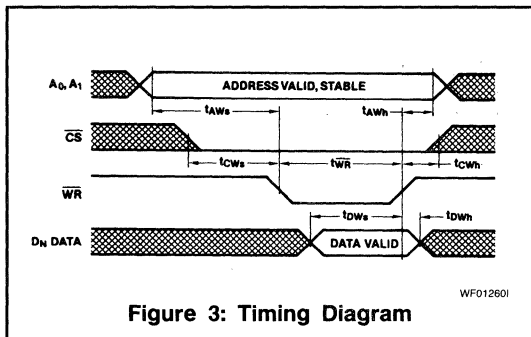 A0, A1
ADDRESS VALID, STABLE
tAWs
tAWh
CS
tCWs
tWR
tCWh
WR
tDWs
tDWh
DN DATA
DATA VALID
WF01260I
Figure 3: Timing Diagram